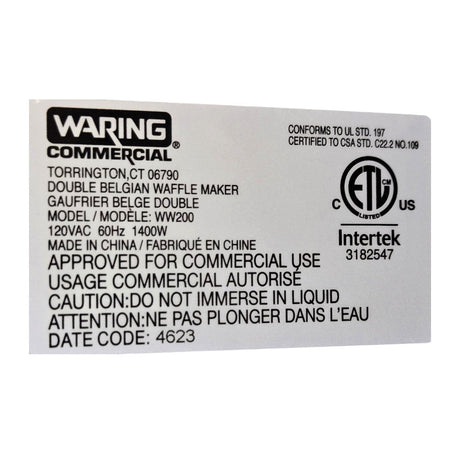 WARING
COMMERCIAL®
TORRINGTON,CT 06790
DOUBLE BELGIAN WAFFLE MAKER
GAUFRIER BELGE DOUBLE
MODEL / MODÈLE: WW200
120VAC 60Hz 1400W
MADE IN CHINA / FABRIQUÉ EN CHINE
APPROVED FOR COMMERCIAL USE
USAGE COMMERCIAL AUTORISÉ
CAUTION:DO NOT IMMERSE IN LIQUID
ATTENTION:NE PAS PLONGER DANS L'EAU
DATE CODE: 4623
CONFORMS TO UL STD. 197
CERTIFIED TO CSA STD. C22.2 NO.109
C ETL CM US
LISTED
Intertek
3182547